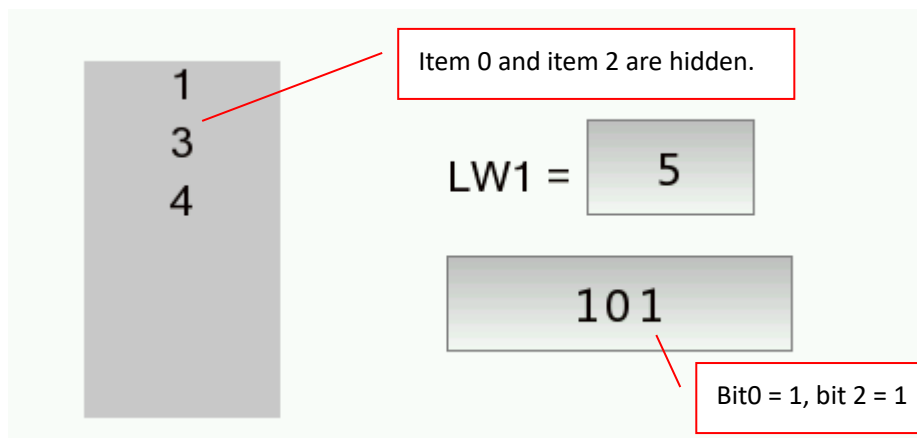 Item 0 and item 2 are hidden.
1
3
4
LW1 = 5
101
Bit0 = 1, bit 2 = 1